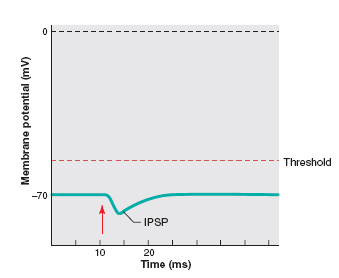 Membrane potential (mV)
0
Threshold
–70
IPSP
10 20
Time (ms)